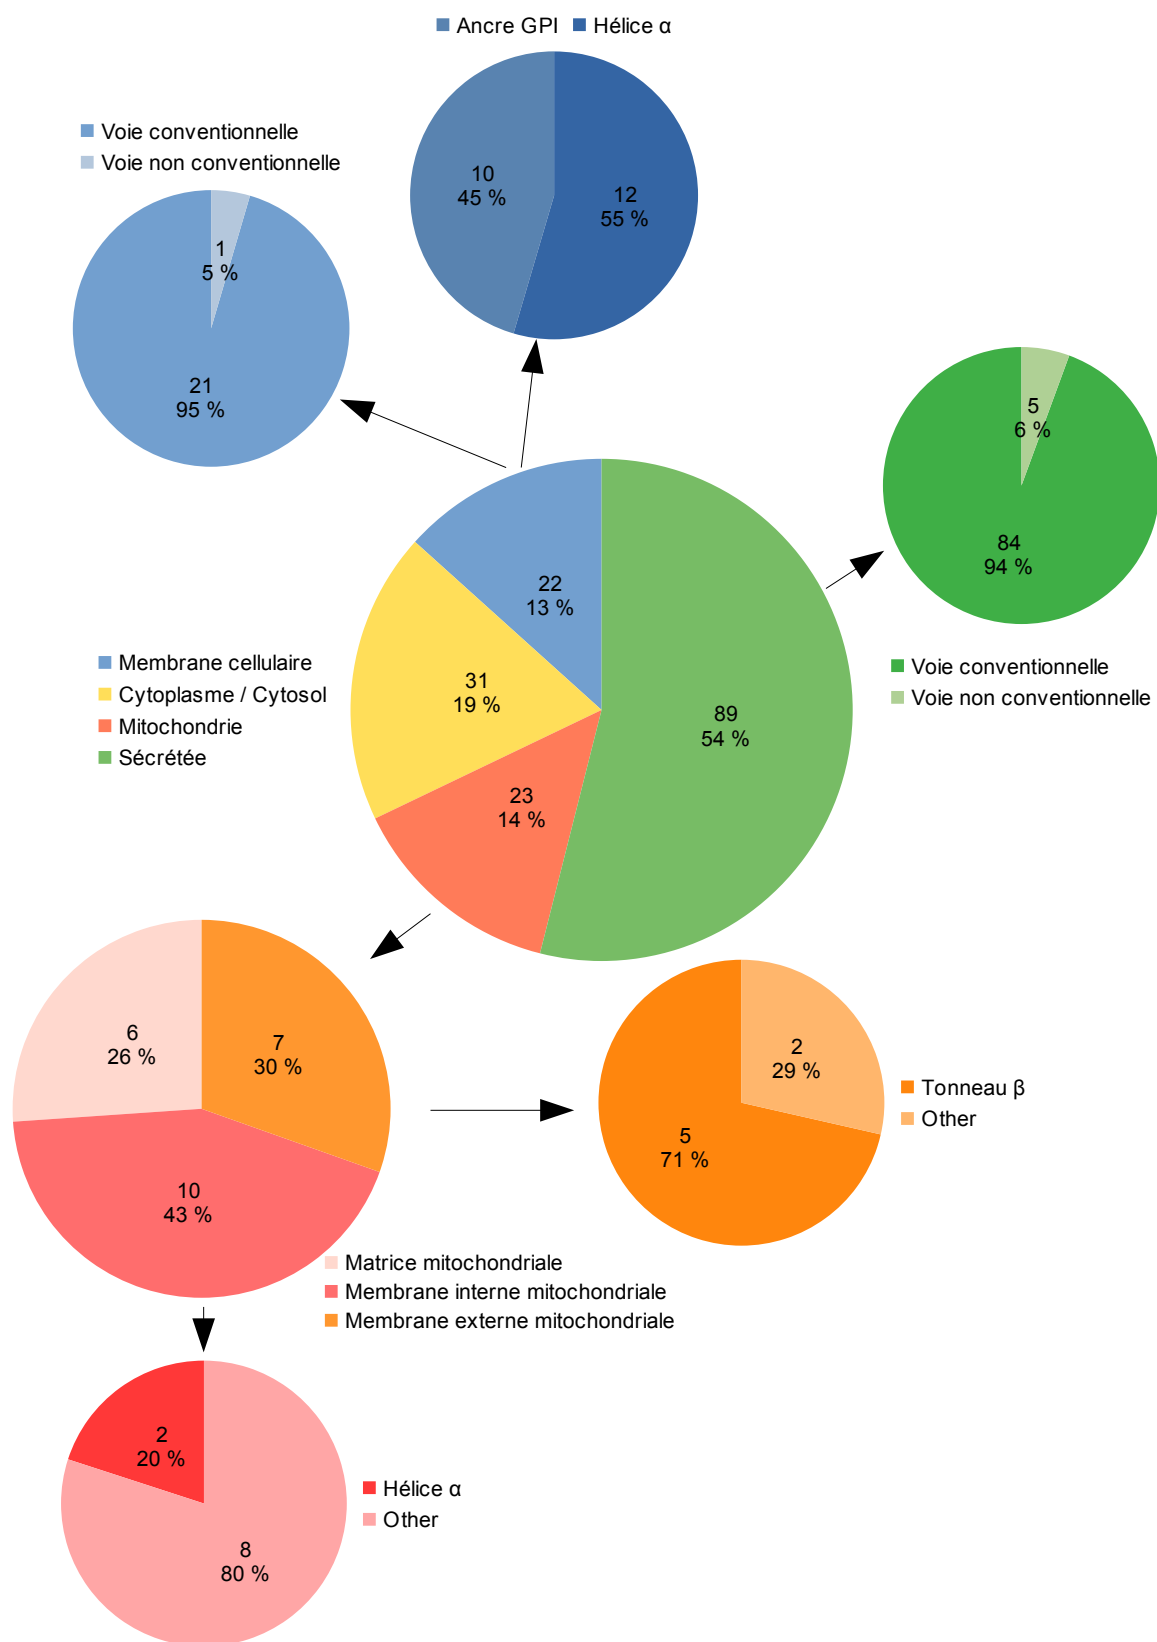 Ancre GPI Hélice α
10
45 %
12
55 %
Voie conventionnelle
Voie non conventionnelle
1
5 %
21
95 %
5
6 %
84
94 %
Voie conventionnelle
Voie non conventionnelle
22
13 %
31
19 %
23
14 %
89
54 %
Membrane cellulaire
Cytoplasme / Cytosol
Mitochondrie
Sécrétée
6
26 %
7
30 %
10
43 %
Matrice mitochondriale
Membrane interne mitochondriale
Membrane externe mitochondriale
2
29 %
5
71 %
Tonneau β
Other
2
20 %
8
80 %
Hélice α
Other